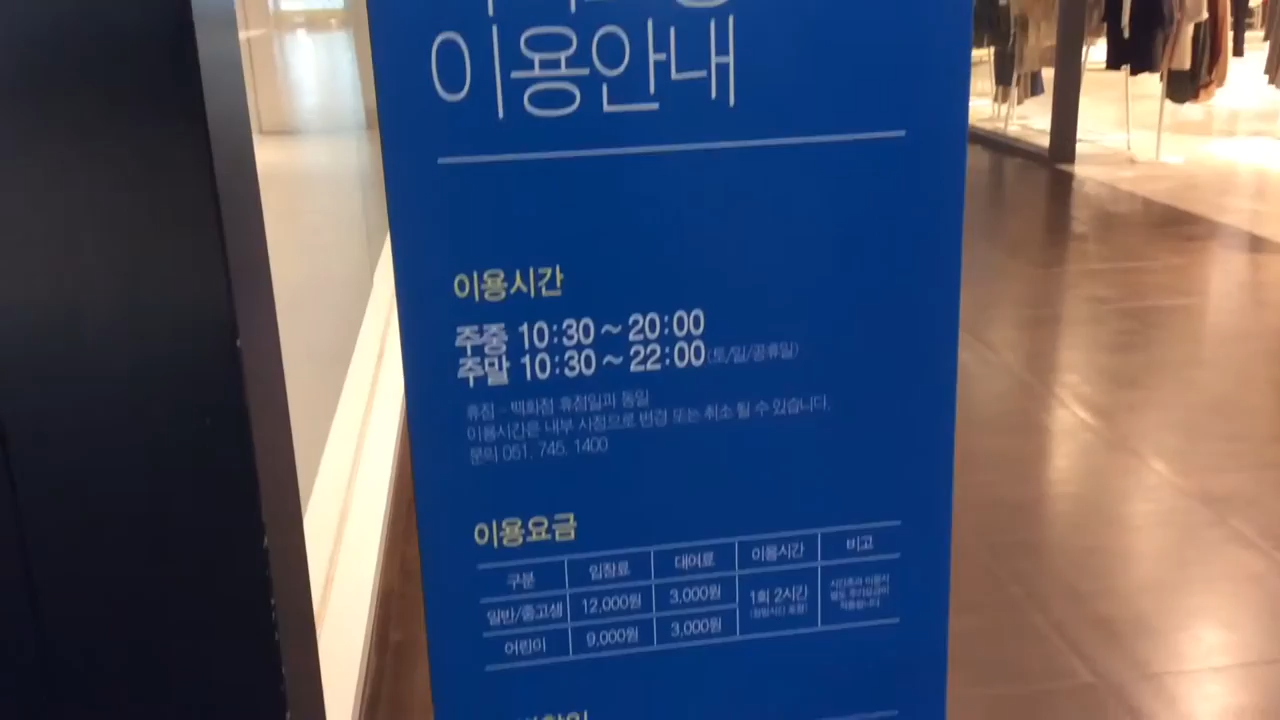 이용안내
이용시간
주중 10:30 ~ 20:00
주말 10:30 ~ 22:00 (토/일/공휴일)
휴점 - 백화점 휴점일과 동일
이용시간은 내부 사정으로 변경 또는 취소 될 수 있습니다.
문의 051. 745. 1400
이용요금
구분 입장료 대여료 이용시간 비고
일반/중고생 12,000원 3,000원 1회 2시간
어린이 9,000원 3,000원